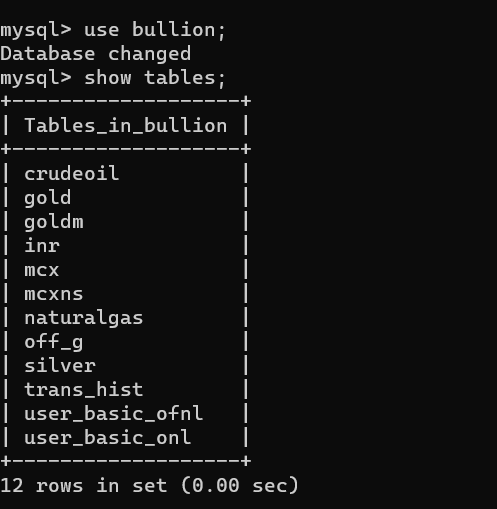 mysql> use bullion;
Database changed
mysql> show tables;
+-------------------+
| Tables_in_bullion |
+-------------------+
| crudeoil          |
| gold              |
| goldm             |
| inr               |
| mcx               |
| mcxns             |
| naturalgas        |
| off_g             |
| silver            |
| trans_hist        |
| user_basic_ofnl   |
| user_basic_onl    |
+-------------------+
12 rows in set (0.00 sec)